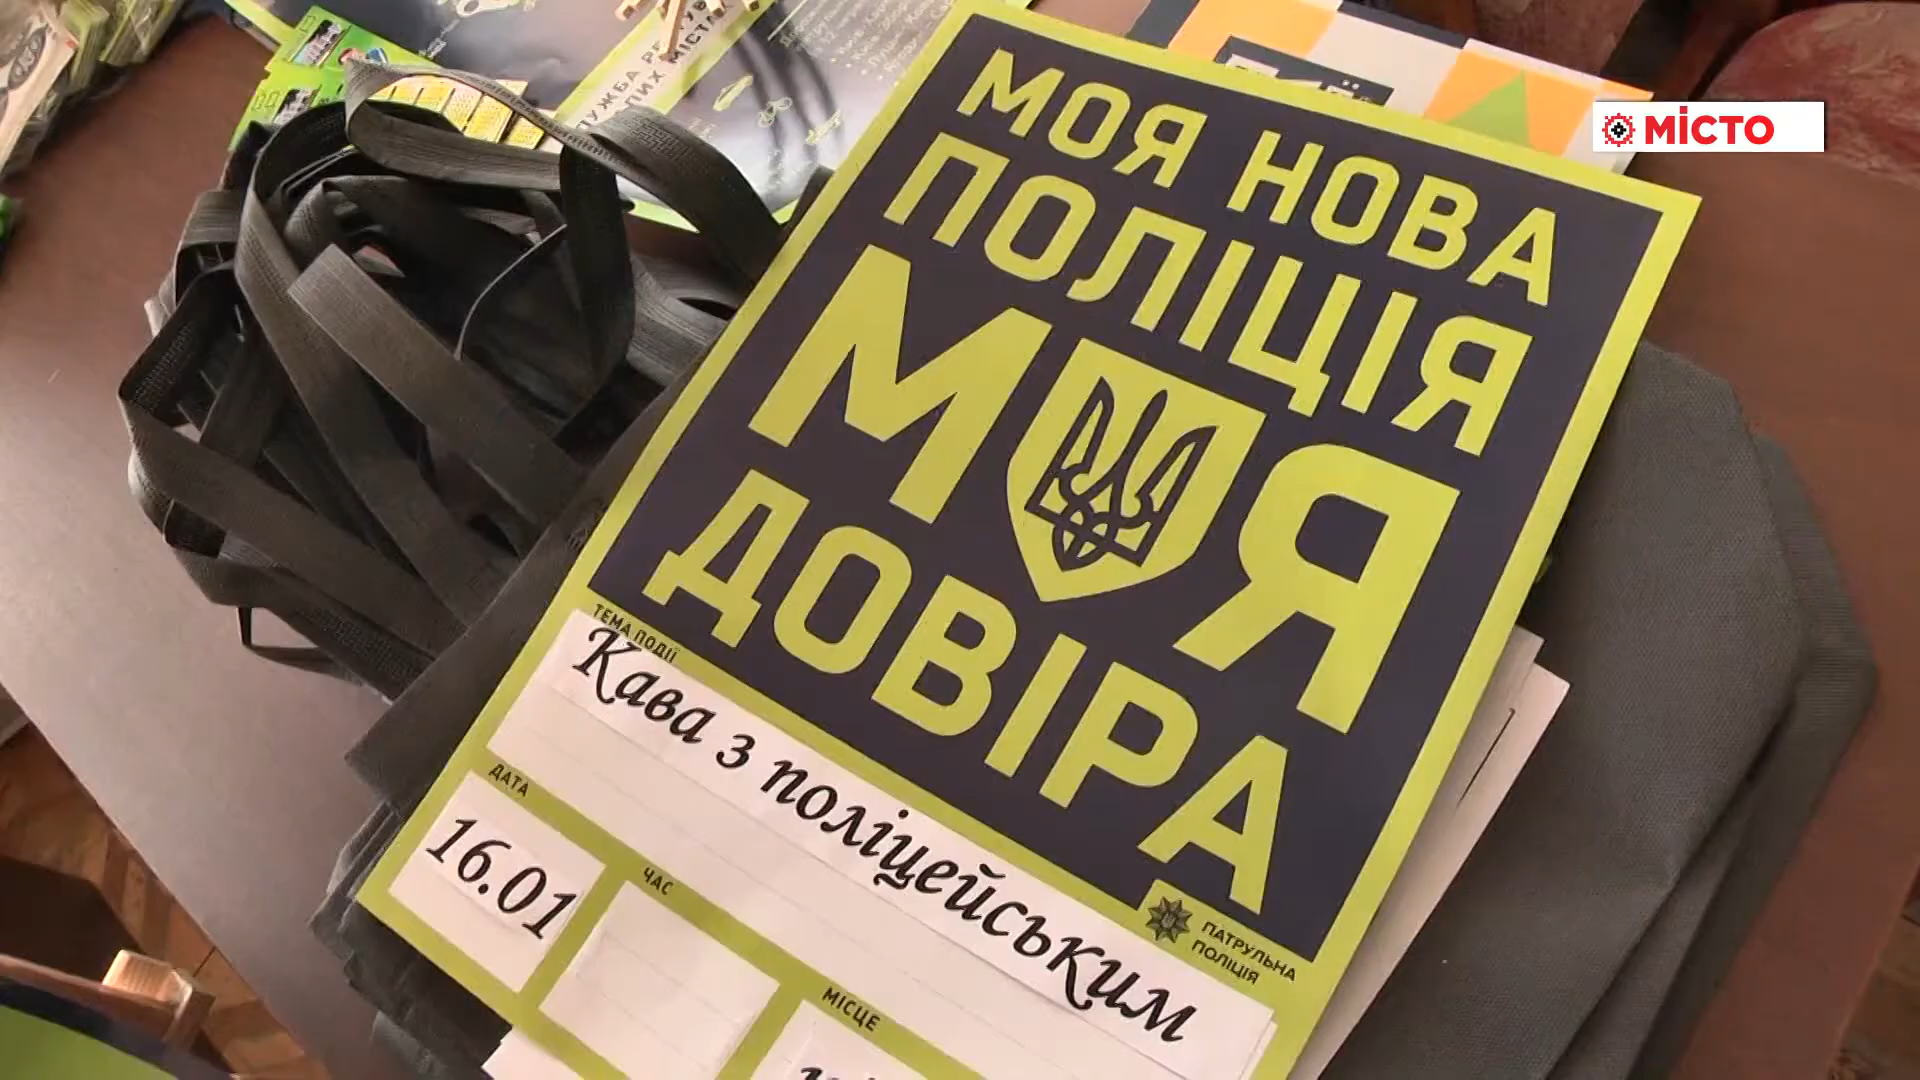 МІСТО
МОЯ НОВА
ПОЛІЦІЯ
МОЯ
ДОВІРА
ТЕМА ПОДІЇ
Кава з поліцейським
ПАТРУЛЬНА
ПОЛІЦІЯ
ДАТА
16.01
ЧАС
МІСЦЕ